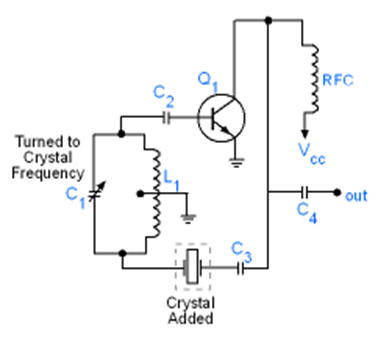 Q1
RFC
C2
Turned to
Crystal
Frequency
Vcc
L1
C1
C4
out
C3
Crystal
Added